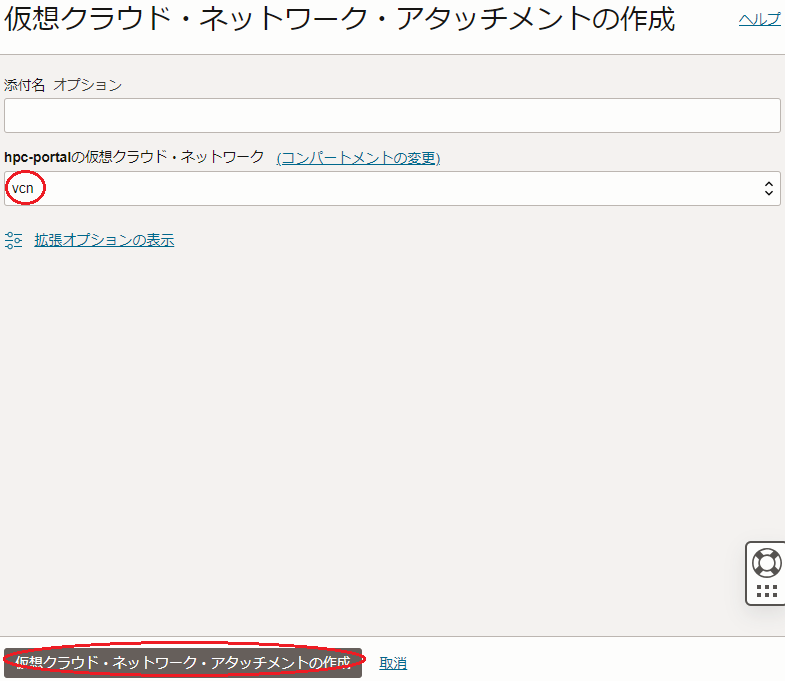 仮想クラウド・ネットワーク・アタッチメントの作成
ヘルプ
添付名 オプション
hpc-portalの仮想クラウド・ネットワーク (コンパートメントの変更)
vcn
拡張オプションの表示
仮想クラウド・ネットワーク・アタッチメントの作成 取消